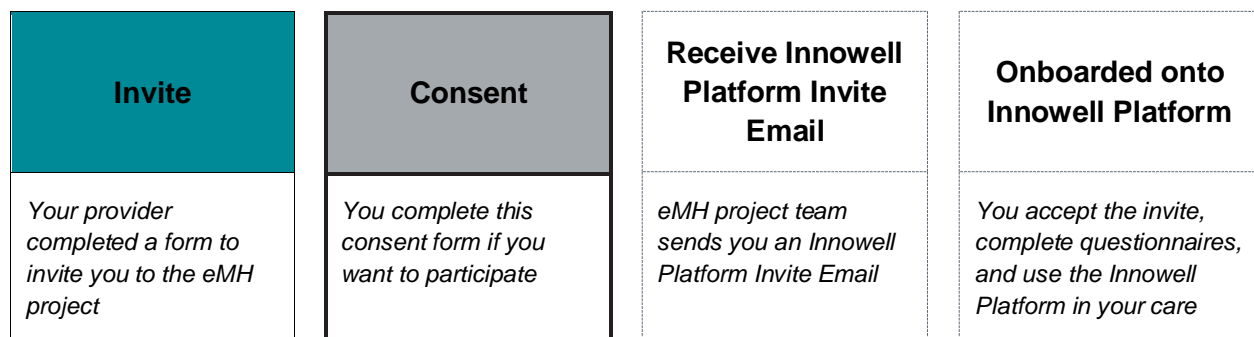 Invite
Your provider
completed a form to
invite you to the eMH
project
Consent
You complete this
consent form if you
want to participate
Receive Innowell
Platform Invite
Email
eMH project team
sends you an Innowell
Platform Invite Email
Onboarded onto
Innowell Platform
You accept the invite,
complete questionnaires,
and use the Innowell
Platform in your care